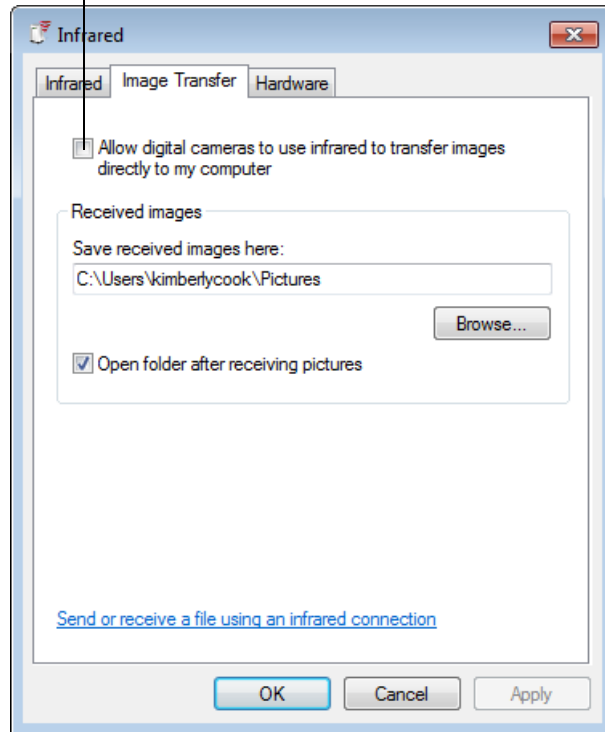 Infrared
Infrared Image Transfer Hardware
Allow digital cameras to use infrared to transfer images
directly to my computer
Received images
Save received images here:
C:\Users\kimberlycook\Pictures
Browse...
Open folder after receiving pictures
Send or receive a file using an infrared connection
OK Cancel Apply